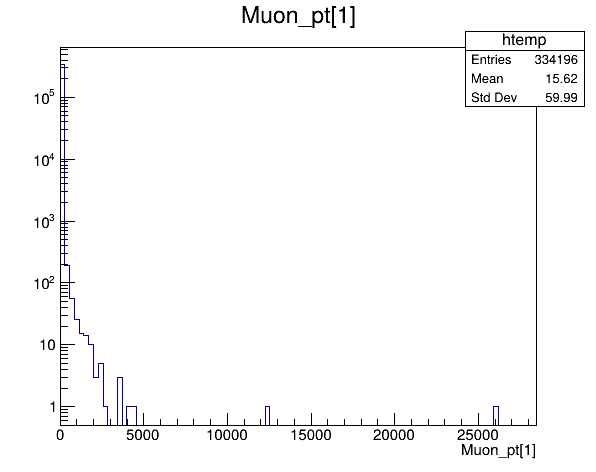 Muon_pt[1]
htemp
Entries 334196
Mean 15.62
Std Dev 59.99
10^5
10^4
10^3
10^2
10
1
0 5000 10000 15000 20000 25000
Muon_pt[1]